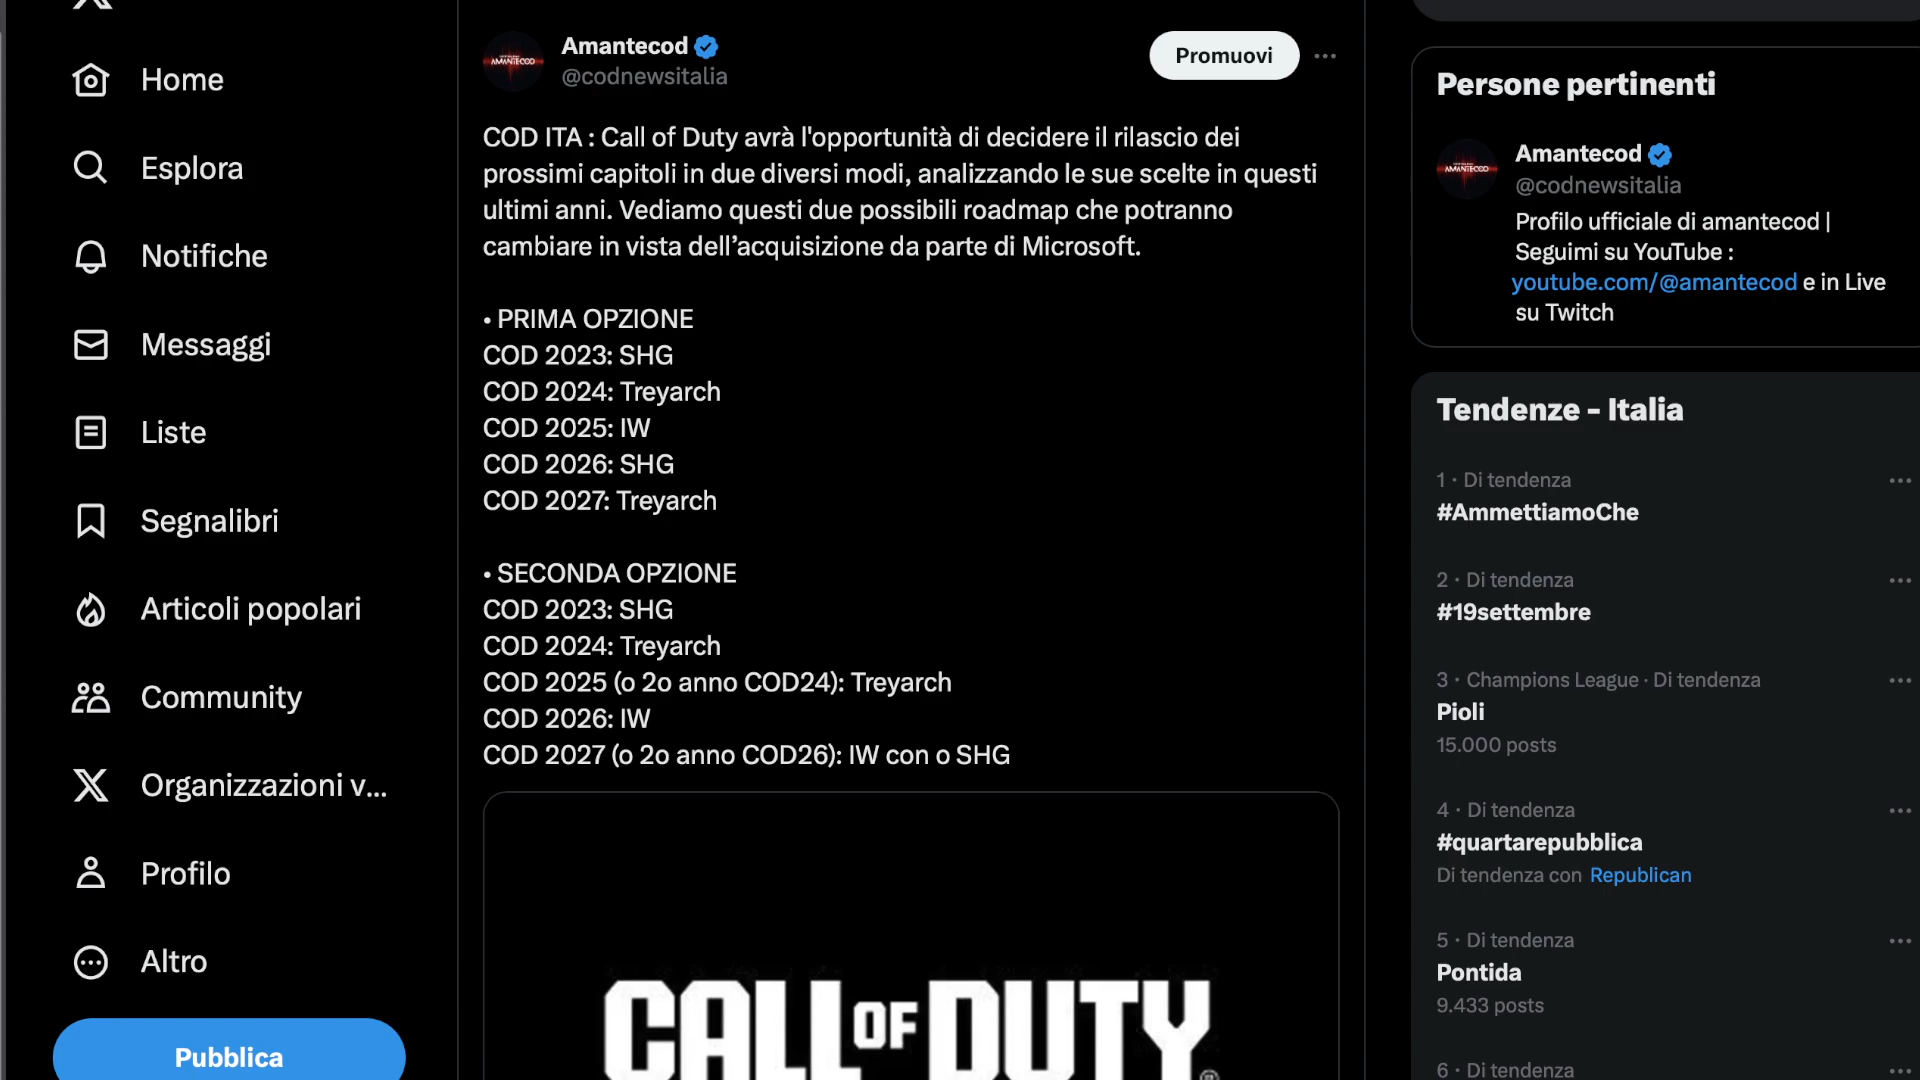 Home
Esplora
Notifiche
Messaggi
Liste
Segnalibri
Articoli popolari
Community
Organizzazioni v...
Profilo
Altro
Pubblica
AMANTECOD
Amantecod
@codnewsitalia
Promuovi
COD ITA : Call of Duty avrà l'opportunità di decidere il rilascio dei
prossimi capitoli in due diversi modi, analizzando le sue scelte in questi
ultimi anni. Vediamo questi due possibili roadmap che potranno
cambiare in vista dell’acquisizione da parte di Microsoft.
• PRIMA OPZIONE
COD 2023: SHG
COD 2024: Treyarch
COD 2025: IW
COD 2026: SHG
COD 2027: Treyarch
• SECONDA OPZIONE
COD 2023: SHG
COD 2024: Treyarch
COD 2025 (o 2o anno COD24): Treyarch
COD 2026: IW
COD 2027 (o 2o anno COD26): IW con o SHG
CALL OF DUTY
Persone pertinenti
AMANTECOD
Amantecod
@codnewsitalia
Profilo ufficiale di amantecod |
Seguimi su YouTube :
youtube.com/@amantecod e in Live
su Twitch
Tendenze - Italia
1 · Di tendenza
#AmmettiamoChe
2 · Di tendenza
#19settembre
3 · Champions League · Di tendenza
Pioli
15.000 posts
4 · Di tendenza
#quartarepubblica
Di tendenza con Republican
5 · Di tendenza
Pontida
9.433 posts
6 · Di tendenza